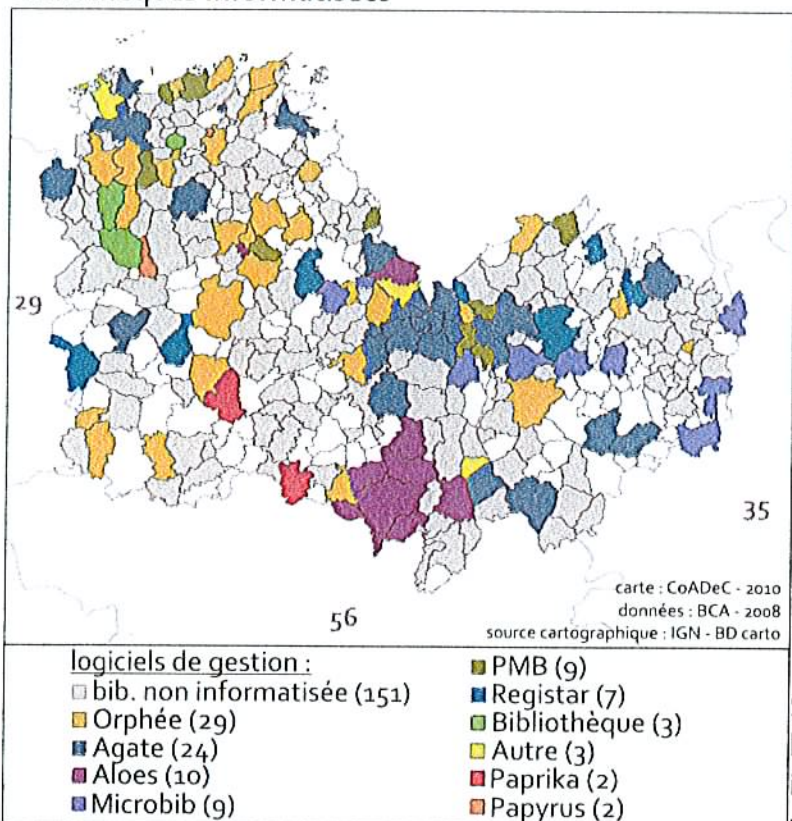 29
35
56
carte : CoADeC - 2010
données : BCA - 2008
source cartographique : IGN - BD carto
logiciels de gestion :
bib. non informatisée (151)
Orphée (29)
Agate (24)
Aloes (10)
Microbib (9)
PMB (9)
Registar (7)
Bibliothèque (3)
Autre (3)
Paprika (2)
Papyrus (2)